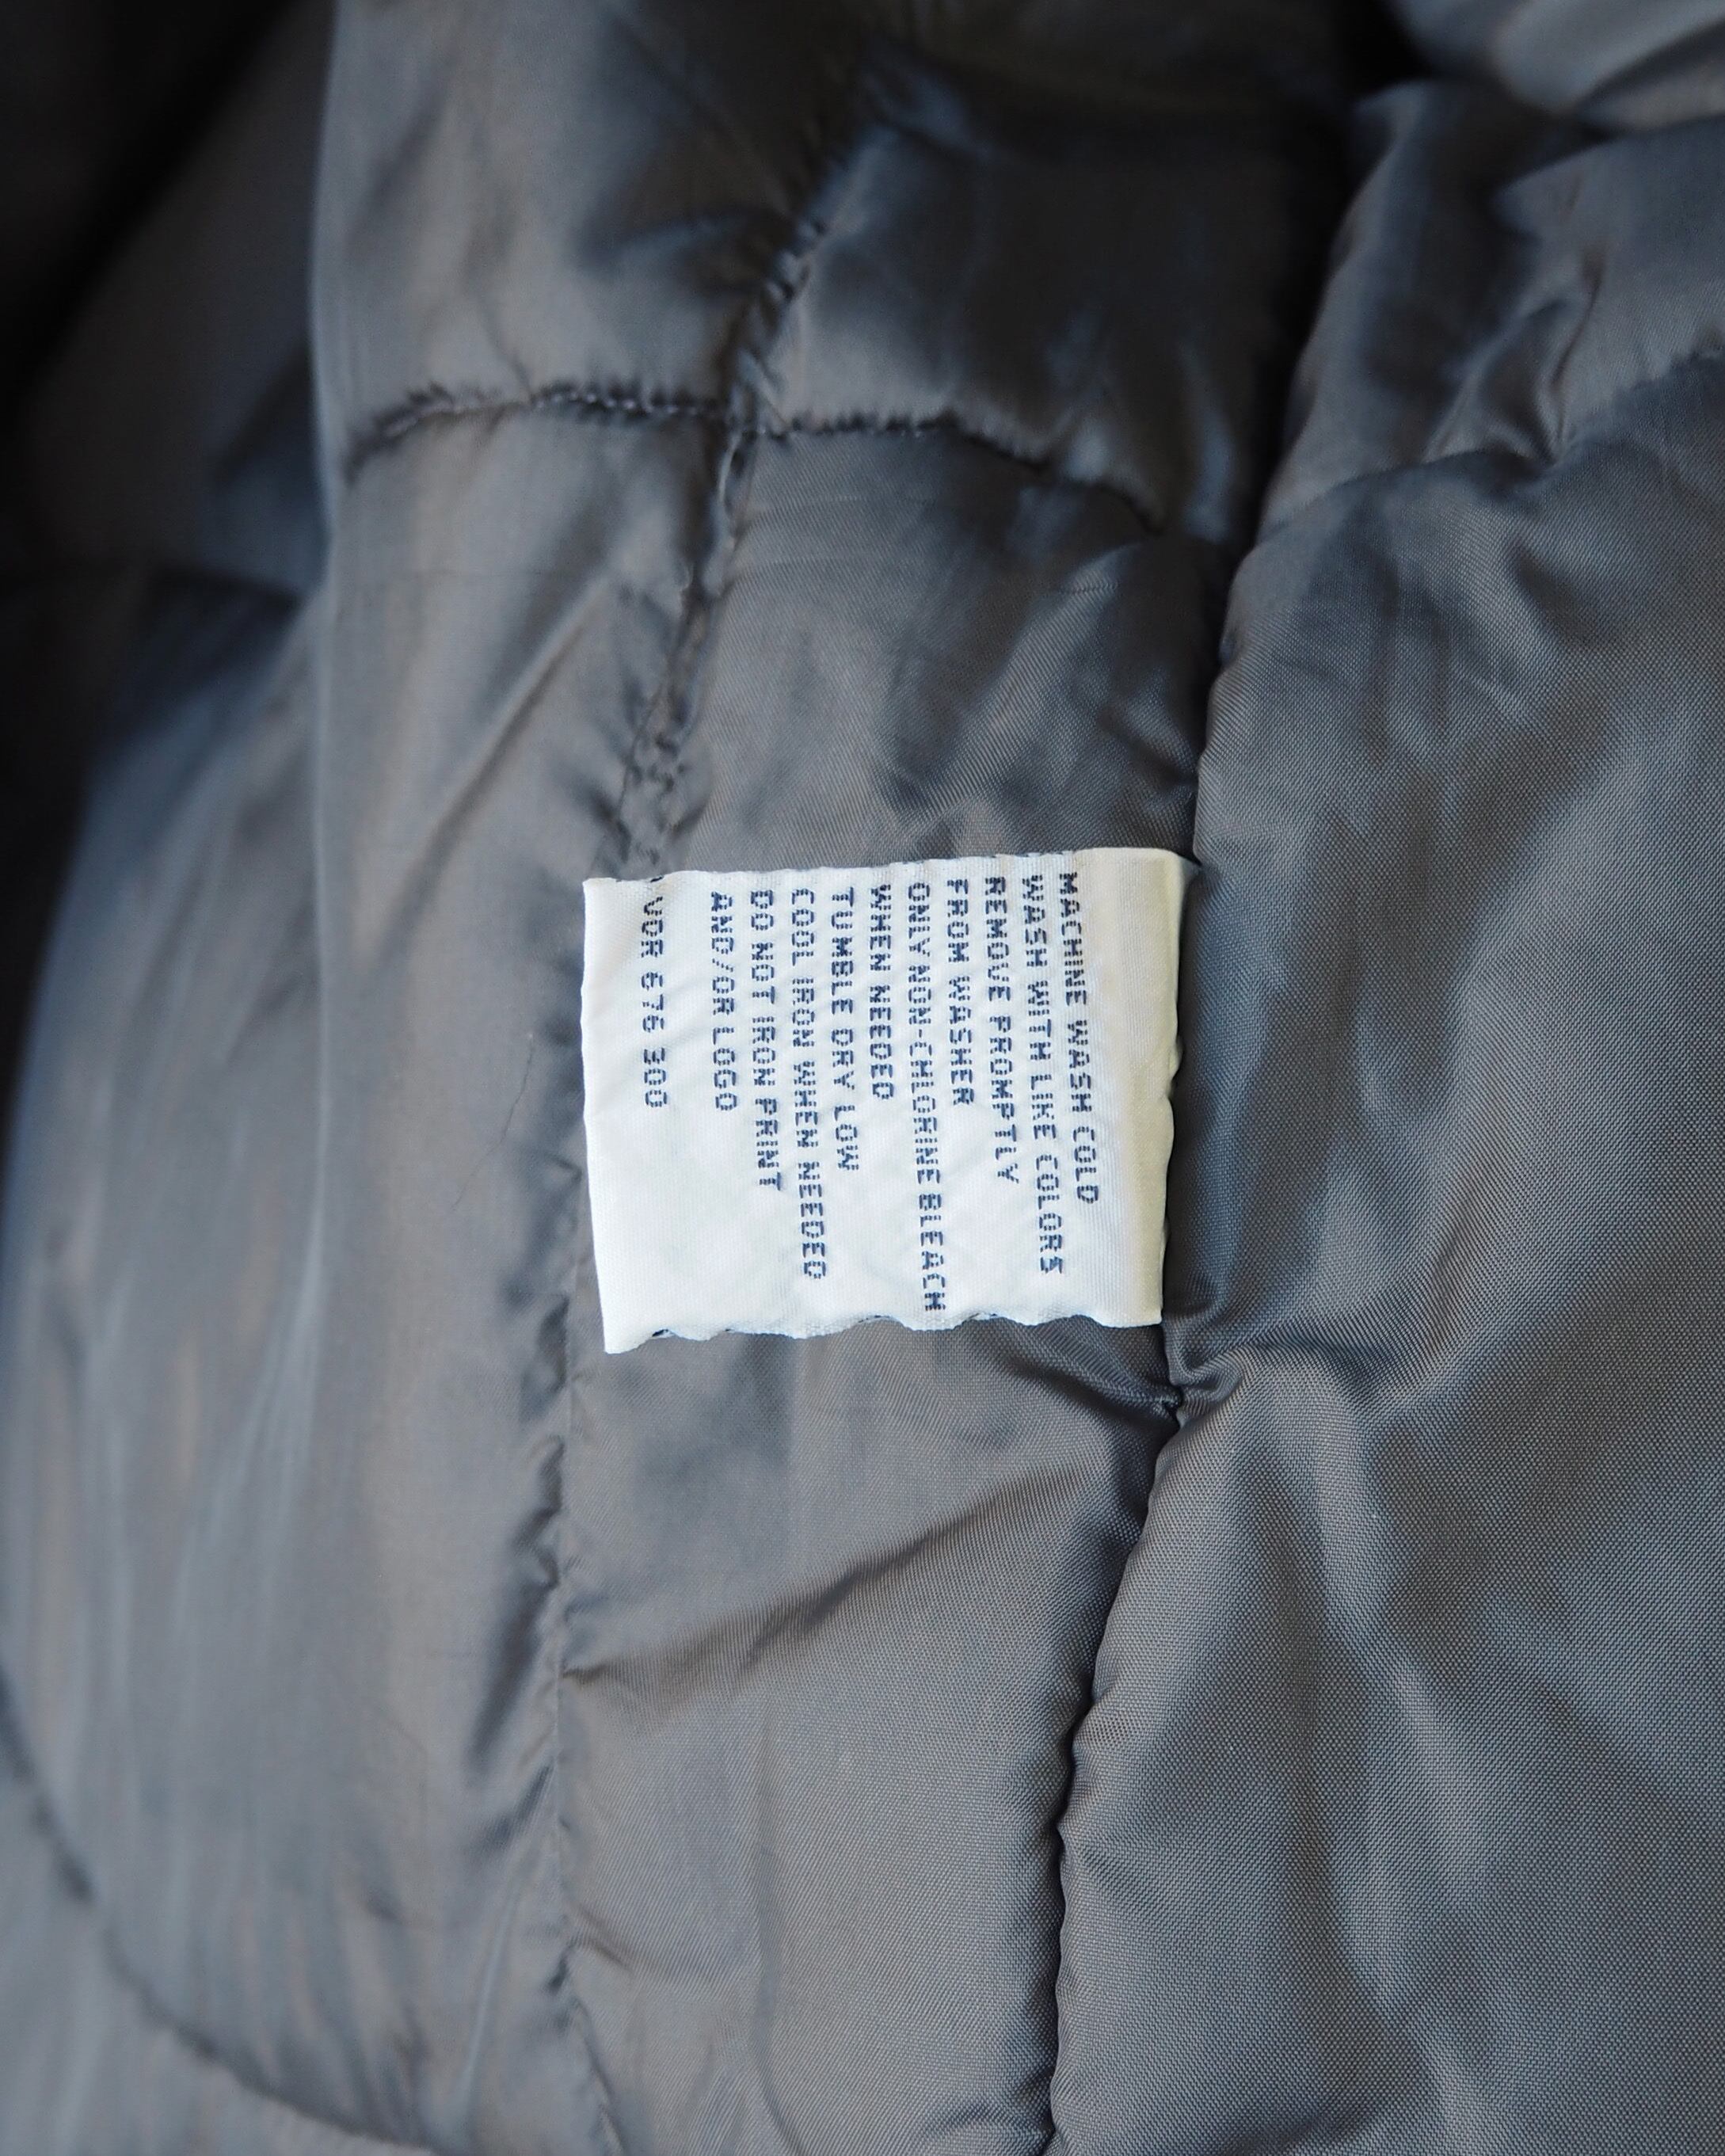 MACHINE WASH COLD
WASH WITH LIKE COLORS
REMOVE PROMPTLY
FROM WASHER
ONLY NON-CHLORINE BLEACH
WHEN NEEDED
TUMBLE DRY LOW
COOL IRON WHEN NEEDED
DO NOT IRON PRINT
AND/OR LOGO
VDR 676 300